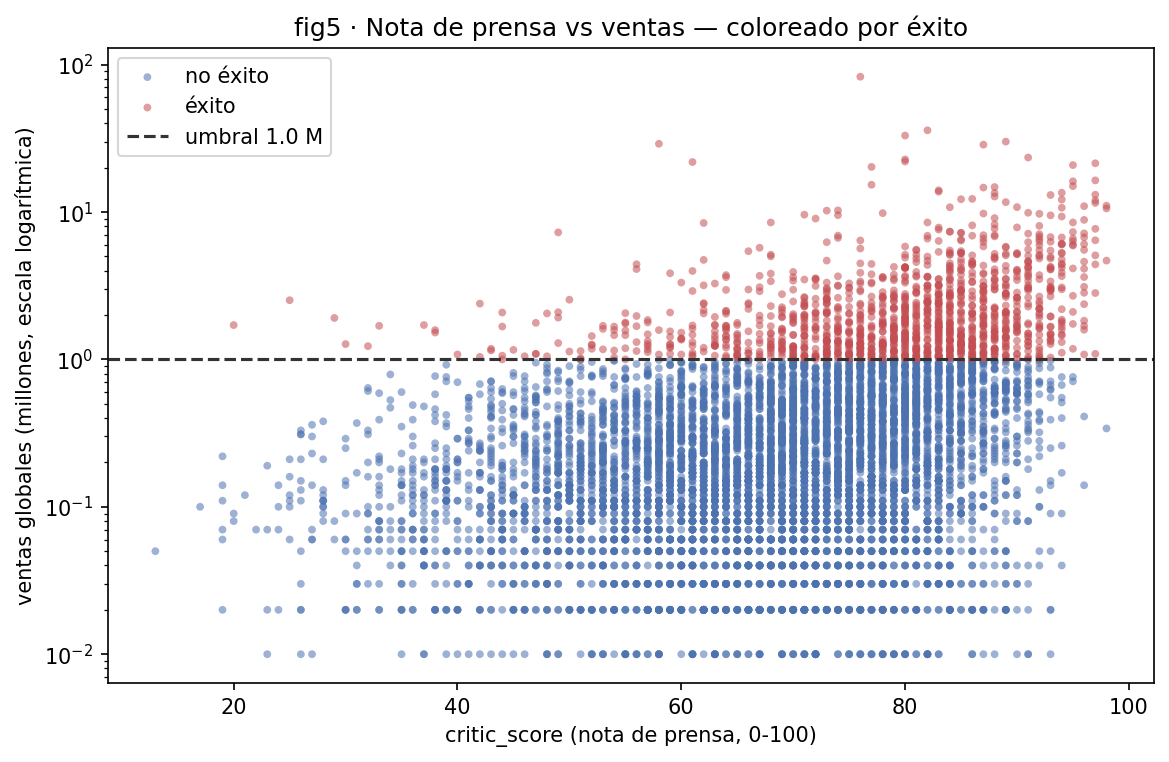 fig5 · Nota de prensa vs ventas — coloreado por éxito
no éxito
éxito
umbral 1.0 M
ventas globales (millones, escala logarítmica)
10²
10¹
10⁰
10⁻¹
10⁻²
20 40 60 80 100
critic_score (nota de prensa, 0-100)